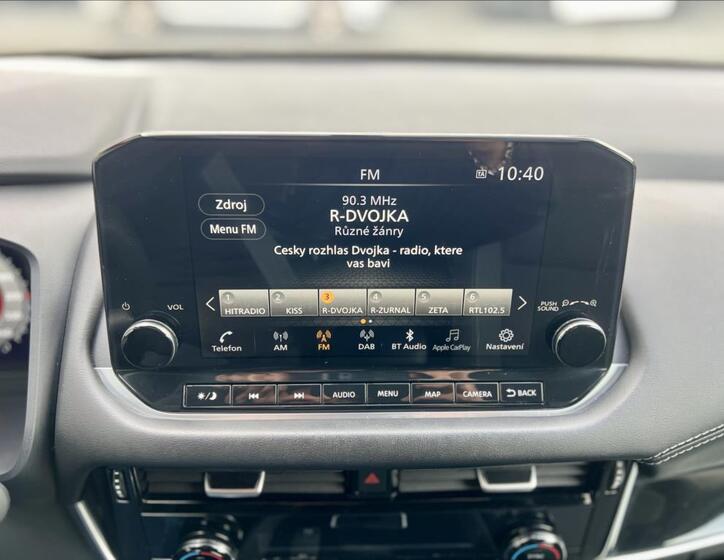 FM
TA
10:40
Zdroj
Menu FM
90.3 MHz
R-DVOJKA
Různé žánry
Cesky rozhlas Dvojka - radio, ktere
vas bavi
1 2 3 4 5 6
HITRADIO KISS R-DVOJKA R-ZURNAL ZETA RTL102.5
VOL
PUSH
SOUND
Telefon AM FM DAB BT Audio Apple CarPlay Nastavení
AUDIO MENU MAP CAMERA BACK